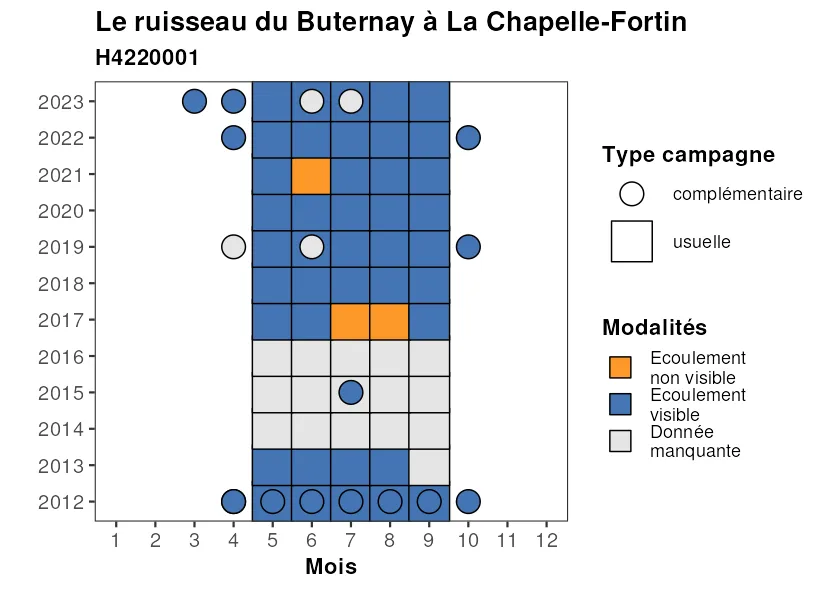 Le ruisseau du Buternay à La Chapelle-Fortin
H4220001
2023
2022
2021
2020
2019
2018
2017
2016
2015
2014
2013
2012
1 2 3 4 5 6 7 8 9 10 11 12
Mois
Type campagne
complémentaire
usuelle
Modalités
Ecoulement
non visible
Ecoulement
visible
Donnée
manquante